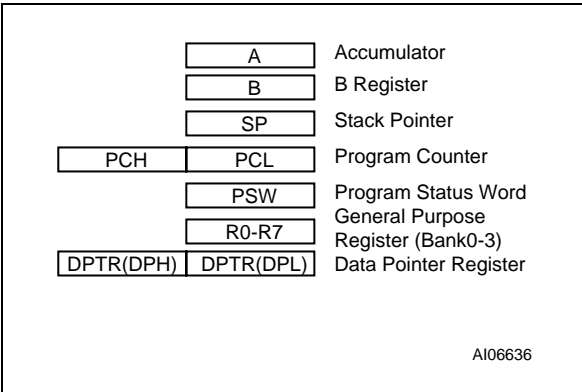 A Accumulator
B B Register
SP Stack Pointer
PCH PCL Program Counter
PSW Program Status Word
R0-R7 General Purpose
Register (Bank0-3)
DPTR(DPH) DPTR(DPL) Data Pointer Register
AI06636